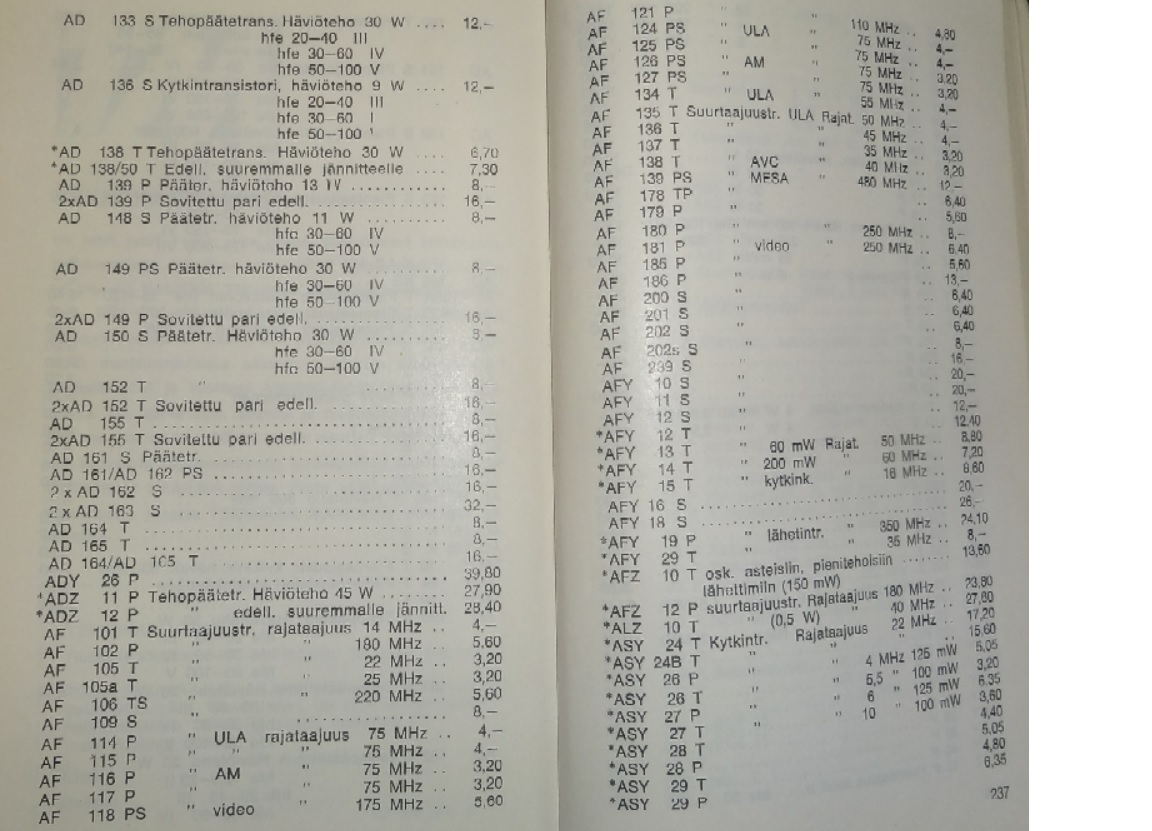 AD 133 S Tehopäätetrans. Häviöteho 30 W .... 12,–
hfe 20–40 III
hfe 30–60 IV
hfe 50–100 V
AD 136 S Kytkintransistori, häviöteho 9 W .... 12,–
hfe 20–40 III
hfe 30–60
hfe 50–100
*AD 138 T Tehopäätetrans. Häviöteho 30 W .... 6,70
*AD 138/50 T Edell. suuremmalle jännitteelle .... 7,30
AD 139 P Pääter. häviöteho 13 W ............ 8,–
2xAD 139 P Sovitettu pari edell. ................ 16,–
AD 148 S Päätetr. häviöteho 11 W .......... 8,–
hfe 30–60 IV
hfe 50–100 V
AD 149 PS Päätetr. häviöteho 30 W .......... 8,–
hfe 30–60 IV
hfe 50–100 V
2xAD 149 P Sovitettu pari edell. ................ 16,–
AD 150 S Päätetr. Häviöteho 30 W .......... 8,–
hfe 30–60 IV
hfe 50–100 V
AD 152 T " ............ 8,–
2xAD 152 T Sovitettu pari edell. .............. 16,–
AD 155 T .................................. 8,–
2xAD 155 T Sovitettu pari edell. ................ 16,–
AD 161 S Päätetr. ............................ 8,–
AD 161/AD 162 PS ............................ 16,–
2 x AD 162 S ................................ 16,–
2 x AD 163 S ................................ 32,–
AD 164 T .................................. 8,–
AD 165 T .................................. 8,–
AD 164/AD 165 T ............................ 16,–
ADY 26 P .................................. 39,80
*ADZ 11 P Tehopäätetr. Häviöteho 45 W ........ 27,90
*ADZ 12 P " edell. suuremmalle jännitt. 28,40
AF 101 T Suurtaajuustr. rajataajuus 14 MHz .. 4,–
AF 102 P " " 180 MHz .. 5,60
AF 105 T " " 22 MHz .. 3,20
AF 105a T " " 25 MHz .. 3,20
AF 106 TS " " 220 MHz .. 5,60
AF 109 S " .................... 8,–
AF 114 P " ULA rajataajuus 75 MHz .. 4,–
AF 115 P " " " 75 MHz .. 4,–
AF 116 P " AM " 75 MHz .. 3,20
AF 117 P " " 75 MHz .. 3,20
AF 118 PS " video " 175 MHz .. 5,60
AF 121 P " "
AF 124 PS " ULA " 110 MHz .. 4,80
AF 125 PS " 75 MHz .. 4,–
AF 126 PS " AM " 75 MHz .. 4,–
AF 127 PS " " 75 MHz .. 3,20
AF 134 T " ULA " 75 MHz .. 3,20
AF 135 T Suurtaajuustr. ULA Rajat. 55 MHz .. 4,–
AF 136 T " " 50 MHz .. 4,–
AF 137 T " " 45 MHz .. 3,20
AF 138 T " AVC " 35 MHz .. 3,20
AF 139 PS " MESA " 40 MHz .. 12,–
AF 178 TP " 480 MHz .. 6,40
AF 179 P " .. 5,60
AF 180 P " " 250 MHz .. 8,–
AF 181 P " video " 250 MHz .. 6,40
AF 185 P " .. 5,60
AF 186 P " .. 13,–
AF 200 S " .. 6,40
AF 201 S " .. 6,40
AF 202 S " .. 6,40
AF 202s S " .. 8,–
AF 239 S .. 16,–
AFY 10 S " .. 20,–
AFY 11 S " .. 20,–
AFY 12 S " .. 12,–
*AFY 12 T " .. 12,40
*AFY 13 T " 60 mW Rajat. 50 MHz .. 8,80
*AFY 14 T " 200 mW " 60 MHz .. 7,20
*AFY 15 T " kytkink. " 16 MHz .. 8,60
AFY 16 S .................... 20,–
AFY 18 S .................... 26,–
*AFY 19 P " lähetintr. " 350 MHz .. 24,10
*AFY 29 T " " 35 MHz .. 8,–
*AFZ 10 T osk. asteisiin, pienitehoisiin ........ 13,60
lähettimiin (150 mW)
*AFZ 12 P suurtaajuustr. Rajataajuus 180 MHz .. 23,80
*ALZ 10 T " (0,5 W) " 40 MHz .. 27,60
*ASY 24 T Kytkintr. Rajataajuus 22 MHz .. 17,20
*ASY 24B T " " 15,60
*ASY 26 P " " 4 MHz 125 mW 5,05
*ASY 26 T " " 5,5 " 100 mW 3,20
*ASY 27 P " " 6 " 125 mW 6,35
*ASY 27 T " " 10 " 100 mW 3,60
*ASY 28 T 4,40
*ASY 28 P 5,05
*ASY 29 T 4,80
*ASY 29 P 6,35
237